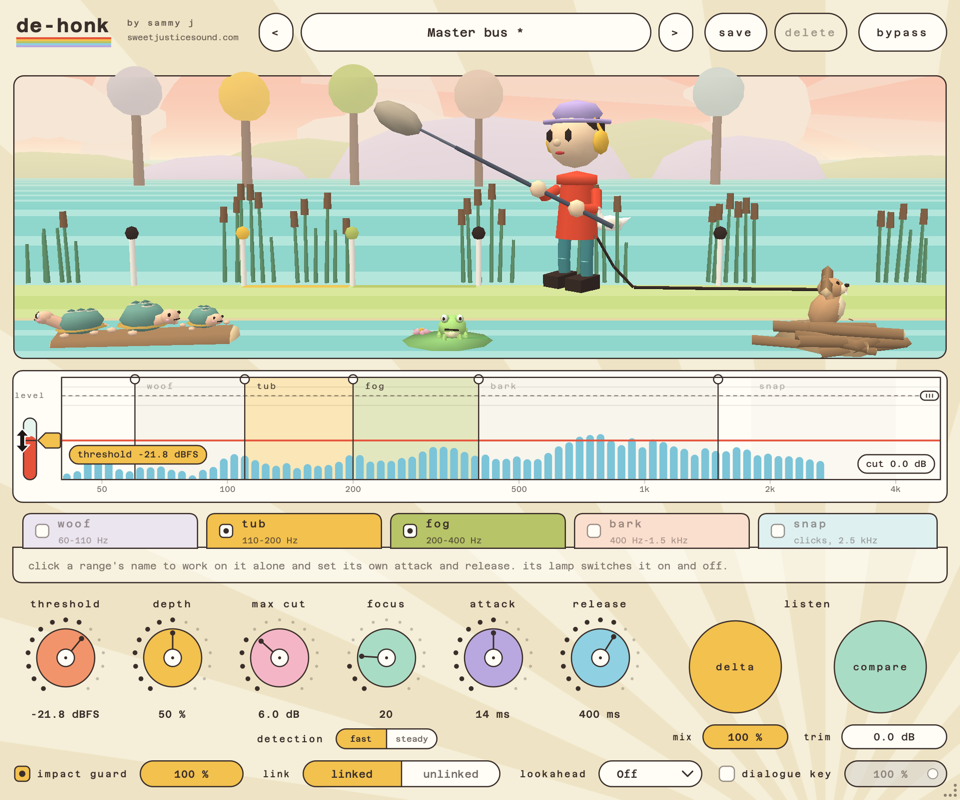 de-honk
by sammy j
sweetjusticesound.com
<
Master bus *
>
save
delete
bypass
level
woof
tub
fog
bark
snap
threshold -21.8 dBFS
cut 0.0 dB
50
100
200
500
1k
2k
4k
woof
60-110 Hz
tub
110-200 Hz
fog
200-400 Hz
bark
400 Hz-1.5 kHz
snap
clicks, 2.5 kHz
click a range's name to work on it alone and set its own attack and release. its lamp switches it on and off.
threshold
depth
max cut
focus
attack
release
listen
delta
compare
-21.8 dBFS
50 %
6.0 dB
20
14 ms
400 ms
detection
fast
steady
mix
100 %
trim
0.0 dB
impact guard
100 %
link
linked
unlinked
lookahead
Off
dialogue key
100 %